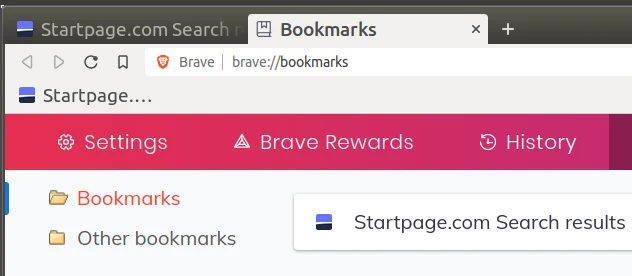 Startpage.com Search r
Bookmarks
Brave brave://bookmarks
Startpage....
Settings Brave Rewards History
Bookmarks
Startpage.com Search results
Other bookmarks